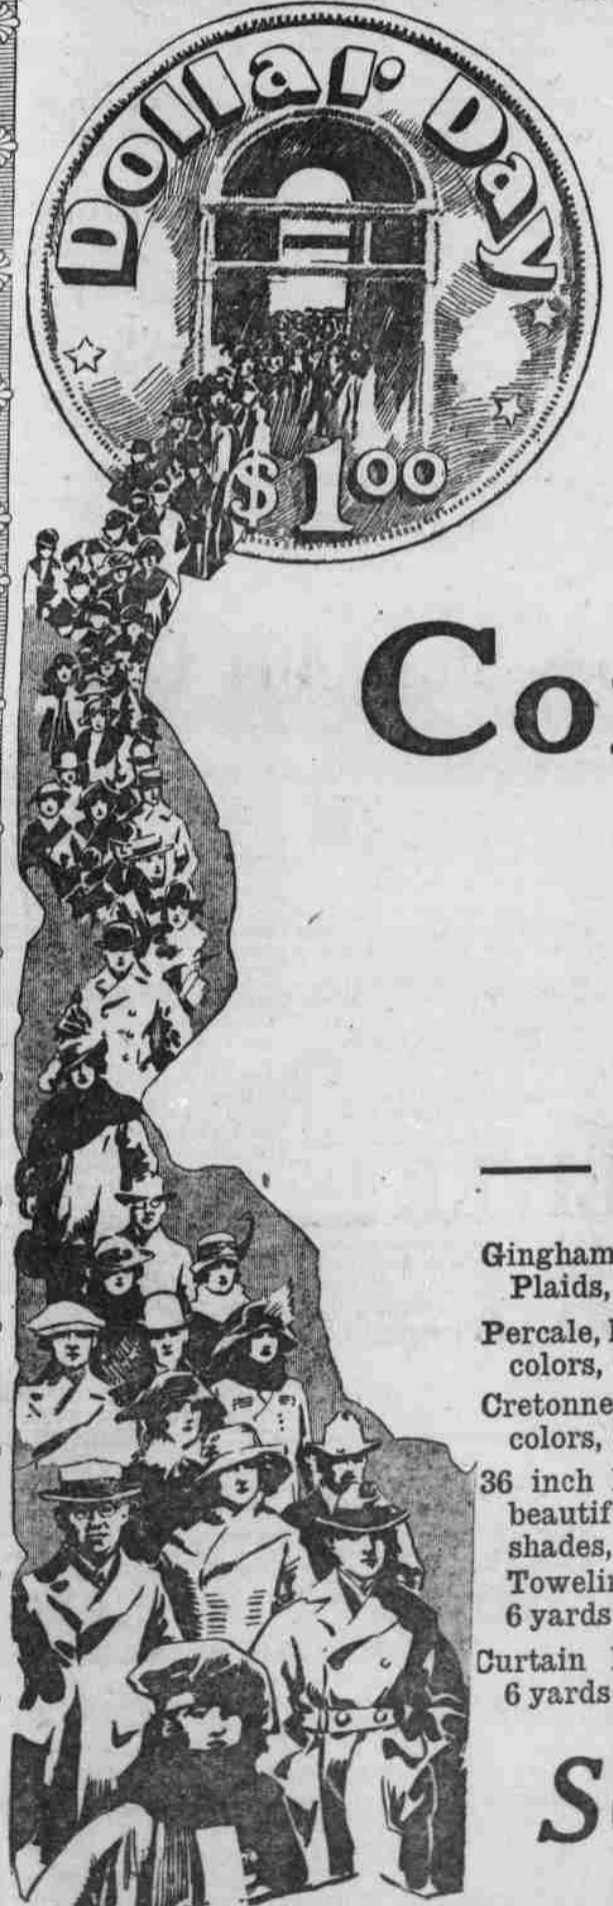 Dollar Day
$1.00
Co
Gingham
Plaids,
Percale,
colors,
Cretonne
colors,
36 inch
beautif
shades,
Towelin
6 yards
Curtain
6 yards
S